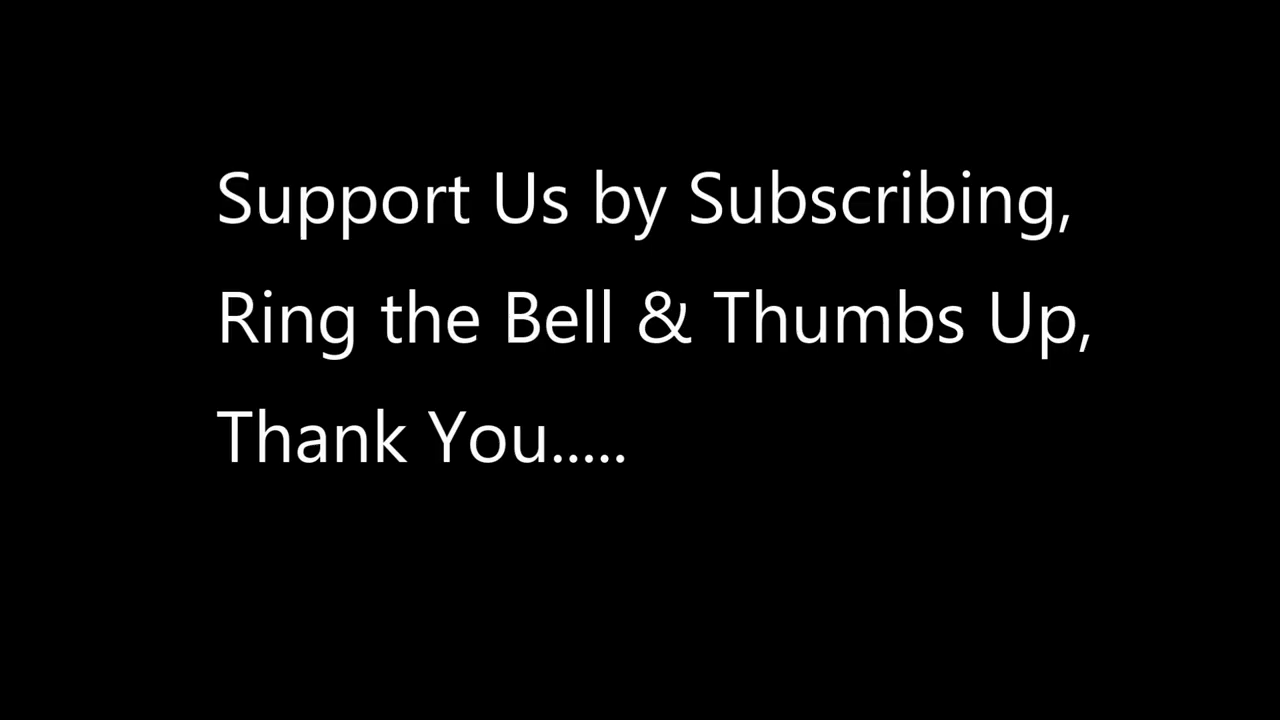 Support Us by Subscribing,
Ring the Bell & Thumbs Up,
Thank You.....